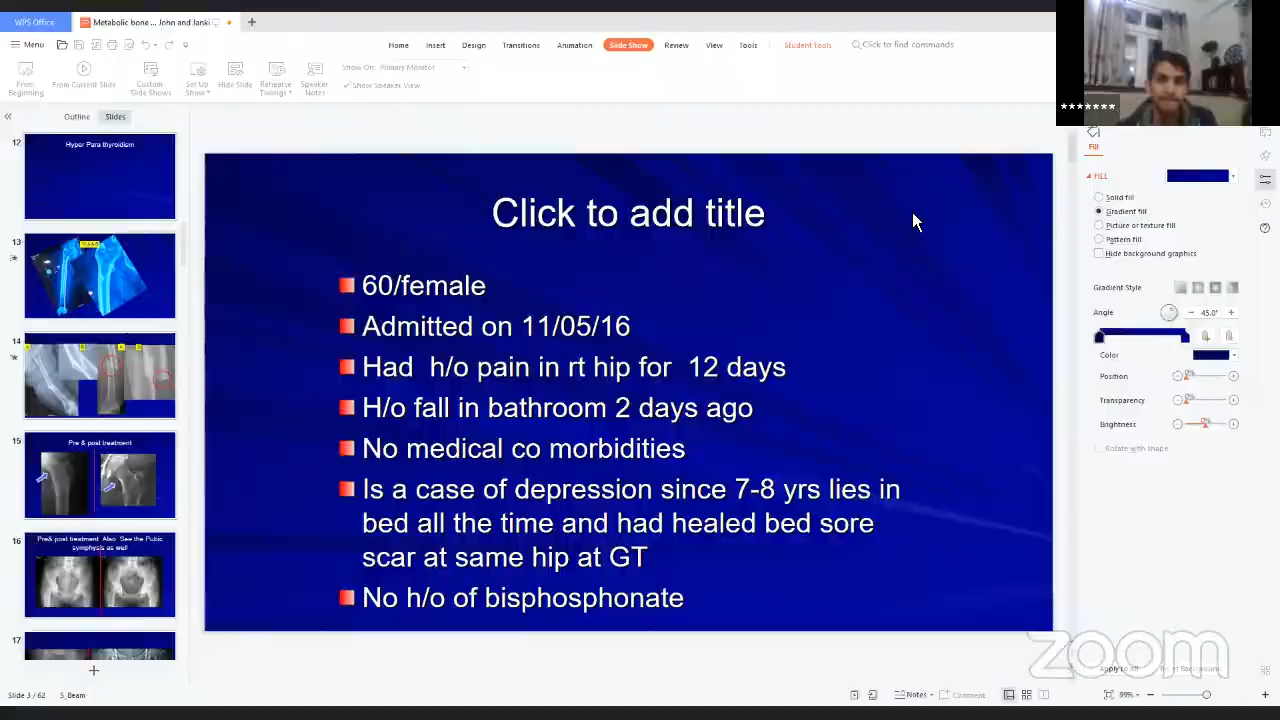 WPS Office
Metabolic bone ... John and Janki
Menu
Home Insert Design Transitions Animation Slide Show Review View Tools Student Tools Click to find commands
From Beginning
From Current Slide
Custom Slide Shows
Set Up Show
Hide Slide
Rehearse Timings
Speaker Notes
Show On: Primary Monitor
Show Speaker View
*******
Outline Slides
12
Hyper Para thyroidism
13
14
15
Pre & post treatment
16
Pre& post treatment Also See the Pubic
symphysis as well
17
Click to add title
60/female
Admitted on 11/05/16
Had h/o pain in rt hip for 12 days
H/o fall in bathroom 2 days ago
No medical co morbidities
Is a case of depression since 7-8 yrs lies in
bed all the time and had healed bed sore
scar at same hip at GT
No h/o of bisphosphonate
Fill
FILL
Solid fill
Gradient fill
Picture or texture fill
Pattern fill
Hide background graphics
Gradient Style
Angle 45.0°
Color
Position 0%
Transparency 0%
Brightness 0%
Rotate with shape
zoom
Apply to All Reset Background
Slide 3 / 62 5_Beam
Notes Comment 99%